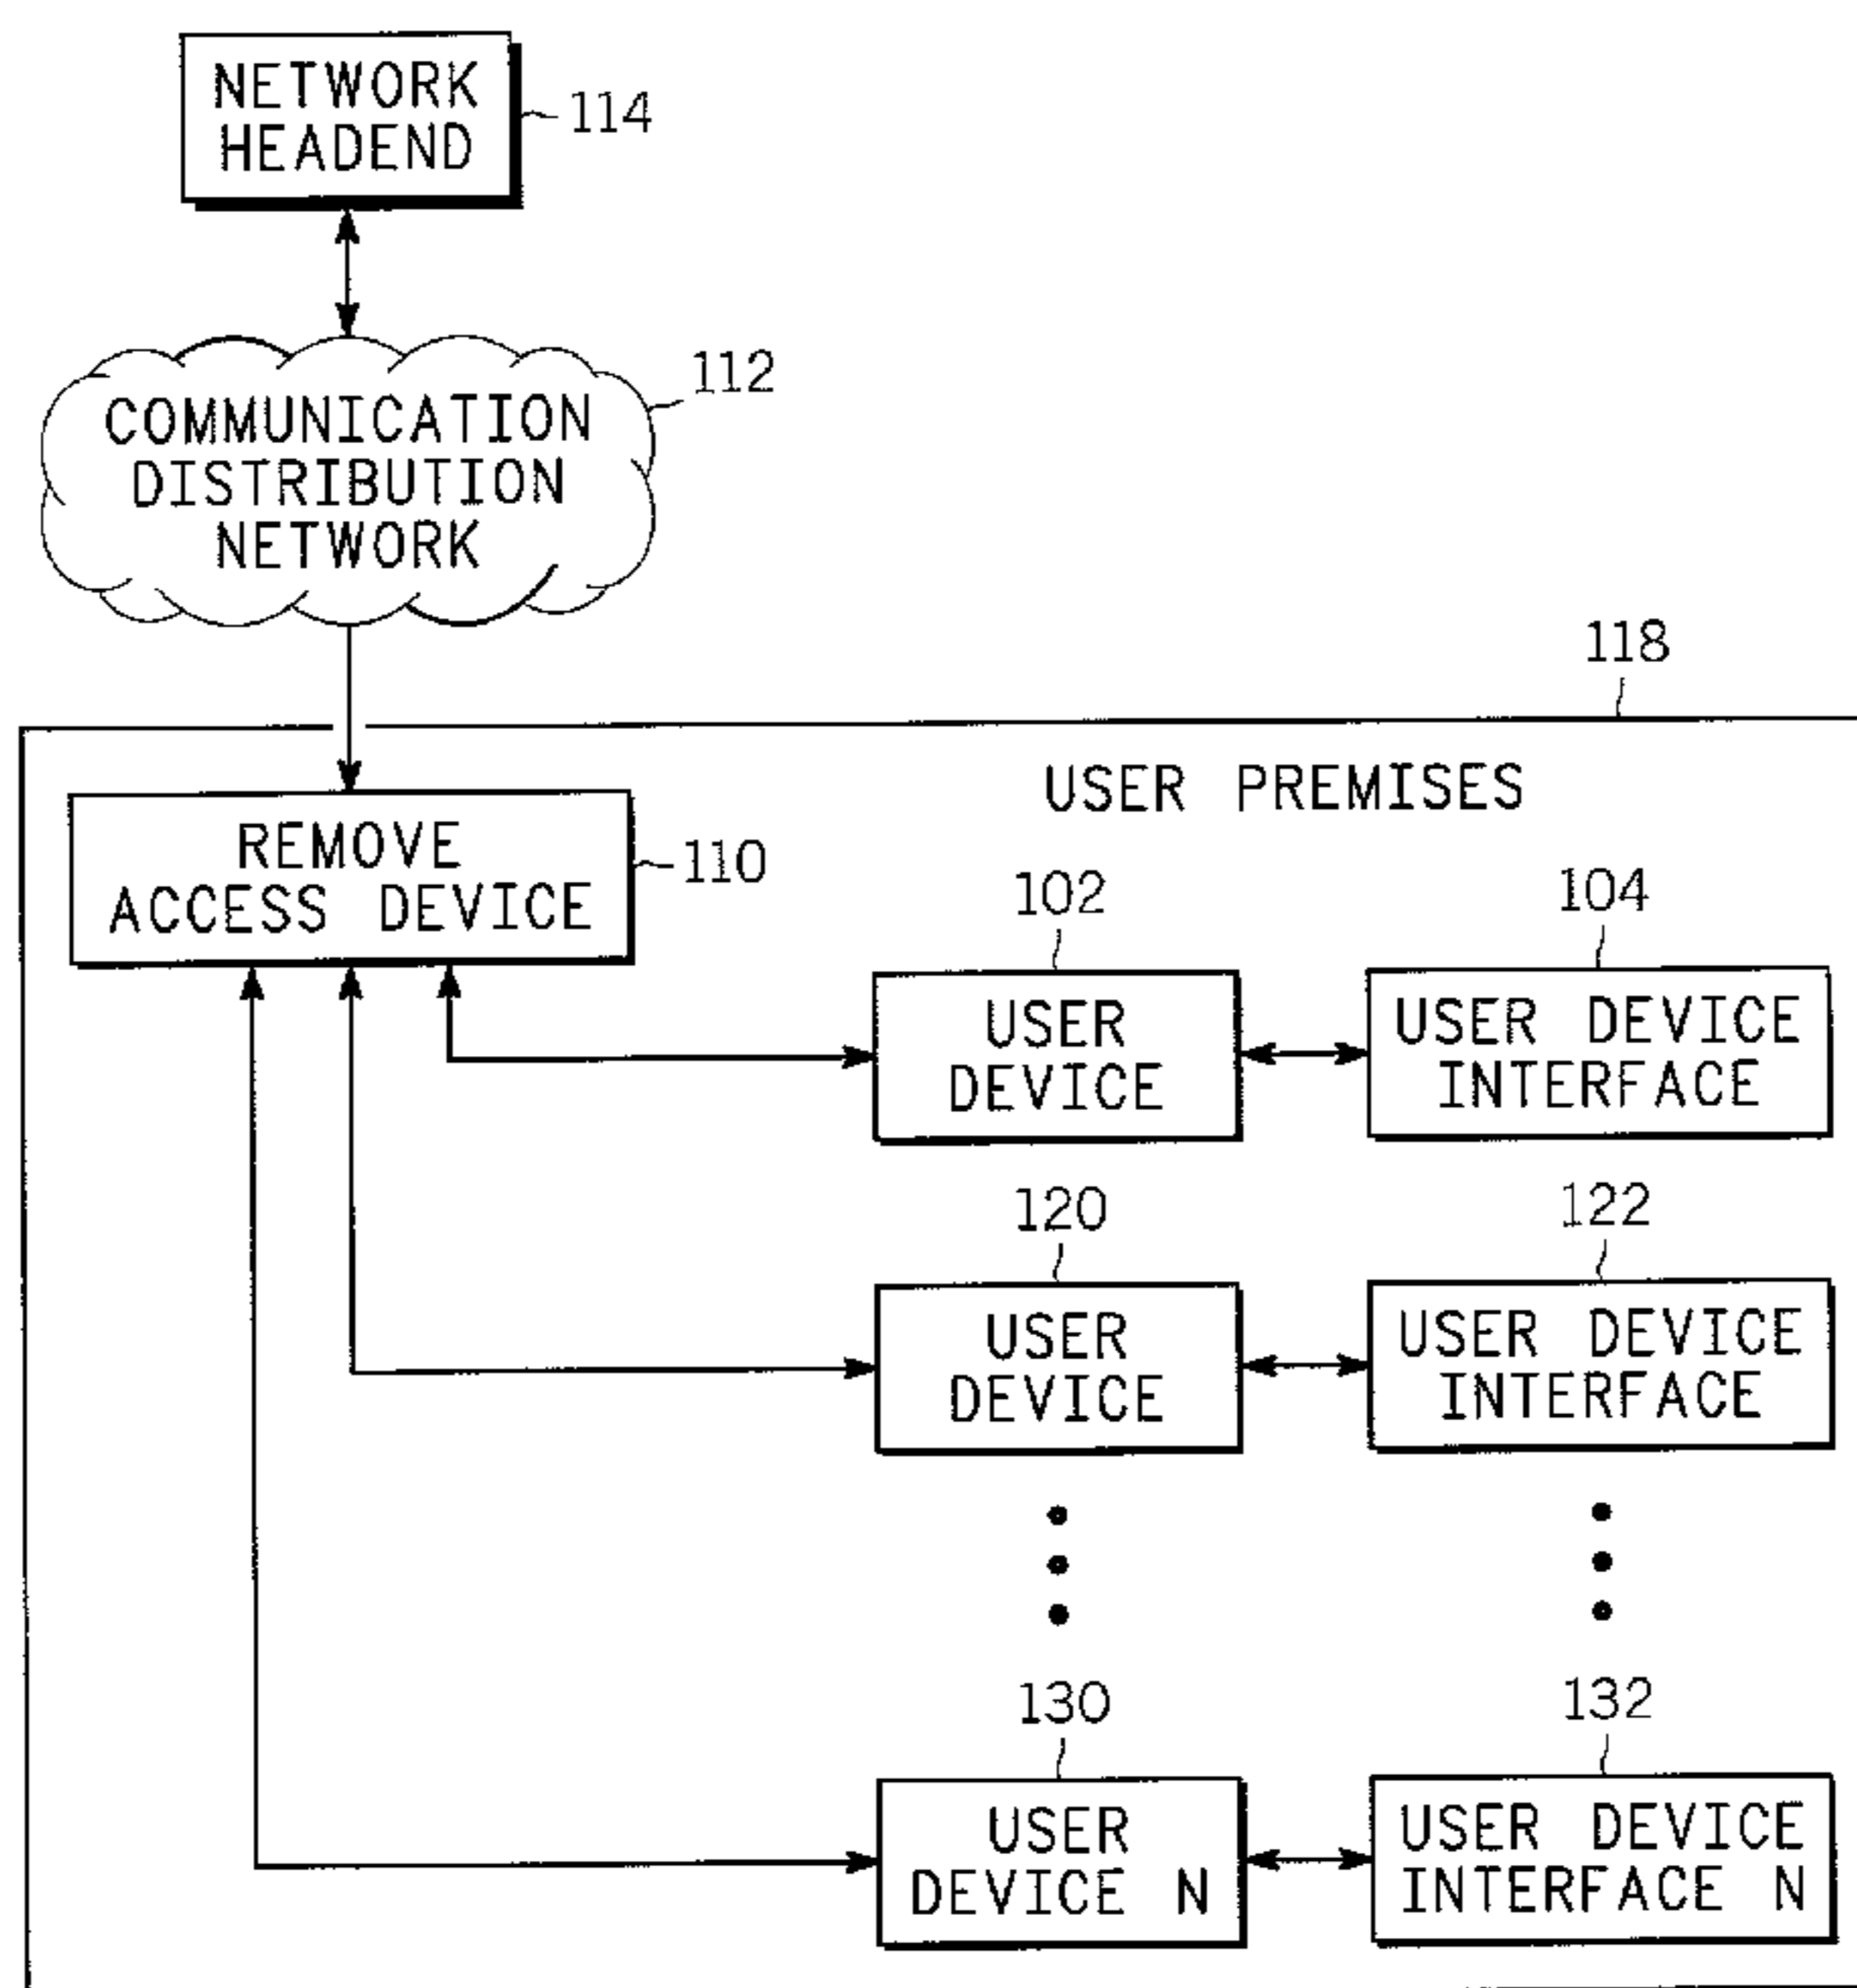 NETWORK
HEADEND
114
COMMUNICATION
DISTRIBUTION
NETWORK
112
118
USER PREMISES
REMOVE
ACCESS DEVICE
110
102
104
USER
DEVICE
USER DEVICE
INTERFACE
120
122
USER
DEVICE
USER DEVICE
INTERFACE
130
132
USER
DEVICE N
USER DEVICE
INTERFACE N